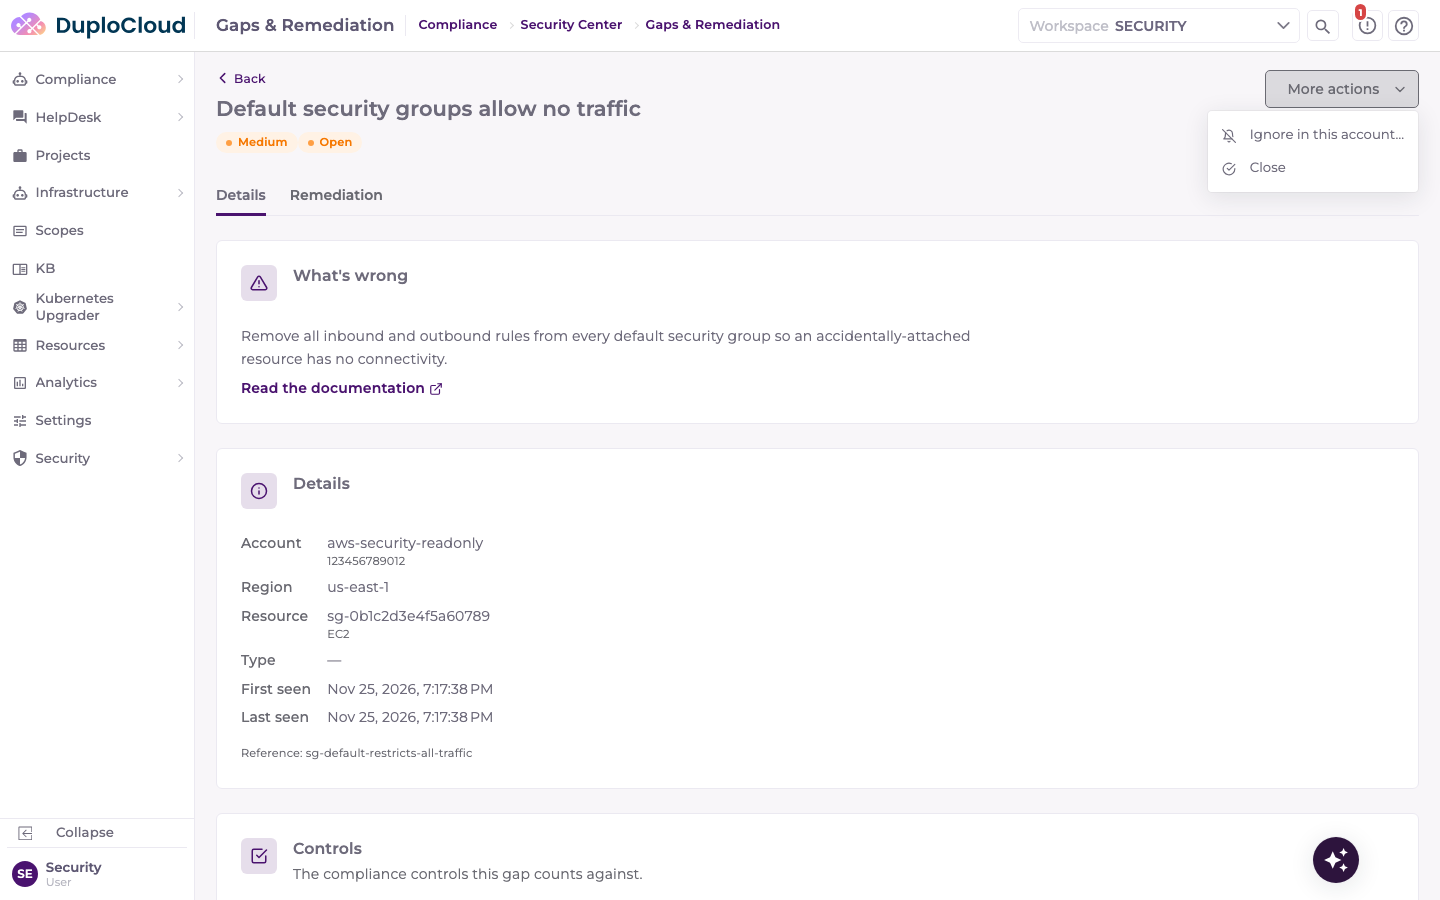 DuploCloud
Gaps & Remediation
Compliance
Security Center
Gaps & Remediation
Workspace SECURITY
1
Compliance
HelpDesk
Projects
Infrastructure
Scopes
KB
Kubernetes
Upgrader
Resources
Analytics
Settings
Security
Collapse
SE
Security
User
Back
More actions
Default security groups allow no traffic
Medium
Open
Ignore in this account...
Close
Details
Remediation
What's wrong
Remove all inbound and outbound rules from every default security group so an accidentally-attached
resource has no connectivity.
Read the documentation
Details
Account
aws-security-readonly
123456789012
Region
us-east-1
Resource
sg-0b1c2d3e4f5a60789
EC2
Type
—
First seen
Nov 25, 2026, 7:17:38 PM
Last seen
Nov 25, 2026, 7:17:38 PM
Reference: sg-default-restricts-all-traffic
Controls
The compliance controls this gap counts against.